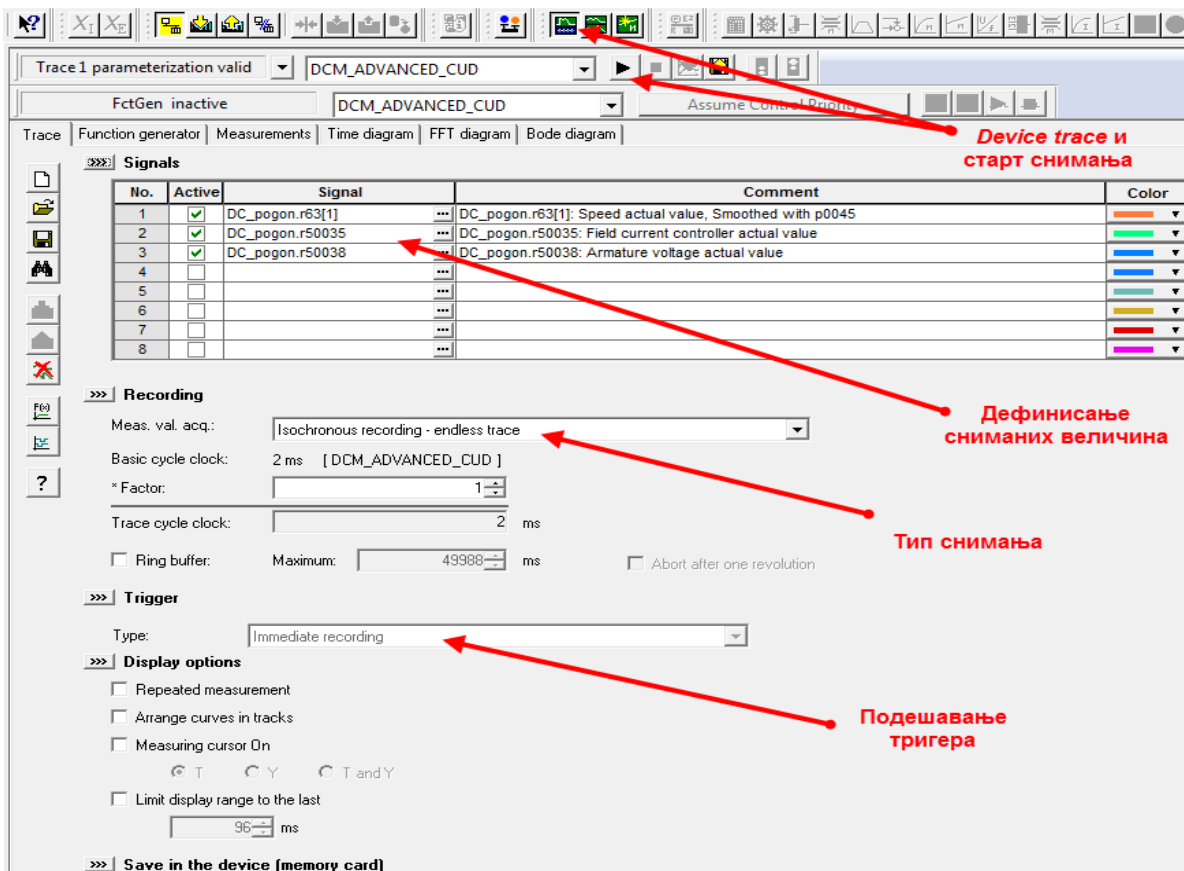 Trace 1 parameterization valid DCM_ADVANCED_CUD
FctGen inactive DCM_ADVANCED_CUD Assume Control Priority
Trace Function generator Measurements Time diagram FFT diagram Bode diagram
Device trace и
старт снимања
Signals
No. Active Signal Comment Color
1 DC_pogon.r63[1] DC_pogon.r63[1]: Speed actual value, Smoothed with p0045
2 DC_pogon.r50035 DC_pogon.r50035: Field current controller actual value
3 DC_pogon.r50038 DC_pogon.r50038: Armature voltage actual value
4
5
6
7
8
Recording
Meas. val. acq.: Isochronous recording - endless trace
Дефинисање
сниманих величина
Basic cycle clock: 2 ms [ DCM_ADVANCED_CUD ]
* Factor: 1
Trace cycle clock: 2 ms
Тип снимања
Ring buffer: Maximum: 49988 ms Abort after one revolution
Trigger
Type: Immediate recording
Display options
Repeated measurement
Arrange curves in tracks
Подешавање
тригера
Measuring cursor On
T Y T and Y
Limit display range to the last
96 ms
Save in the device (memory card)